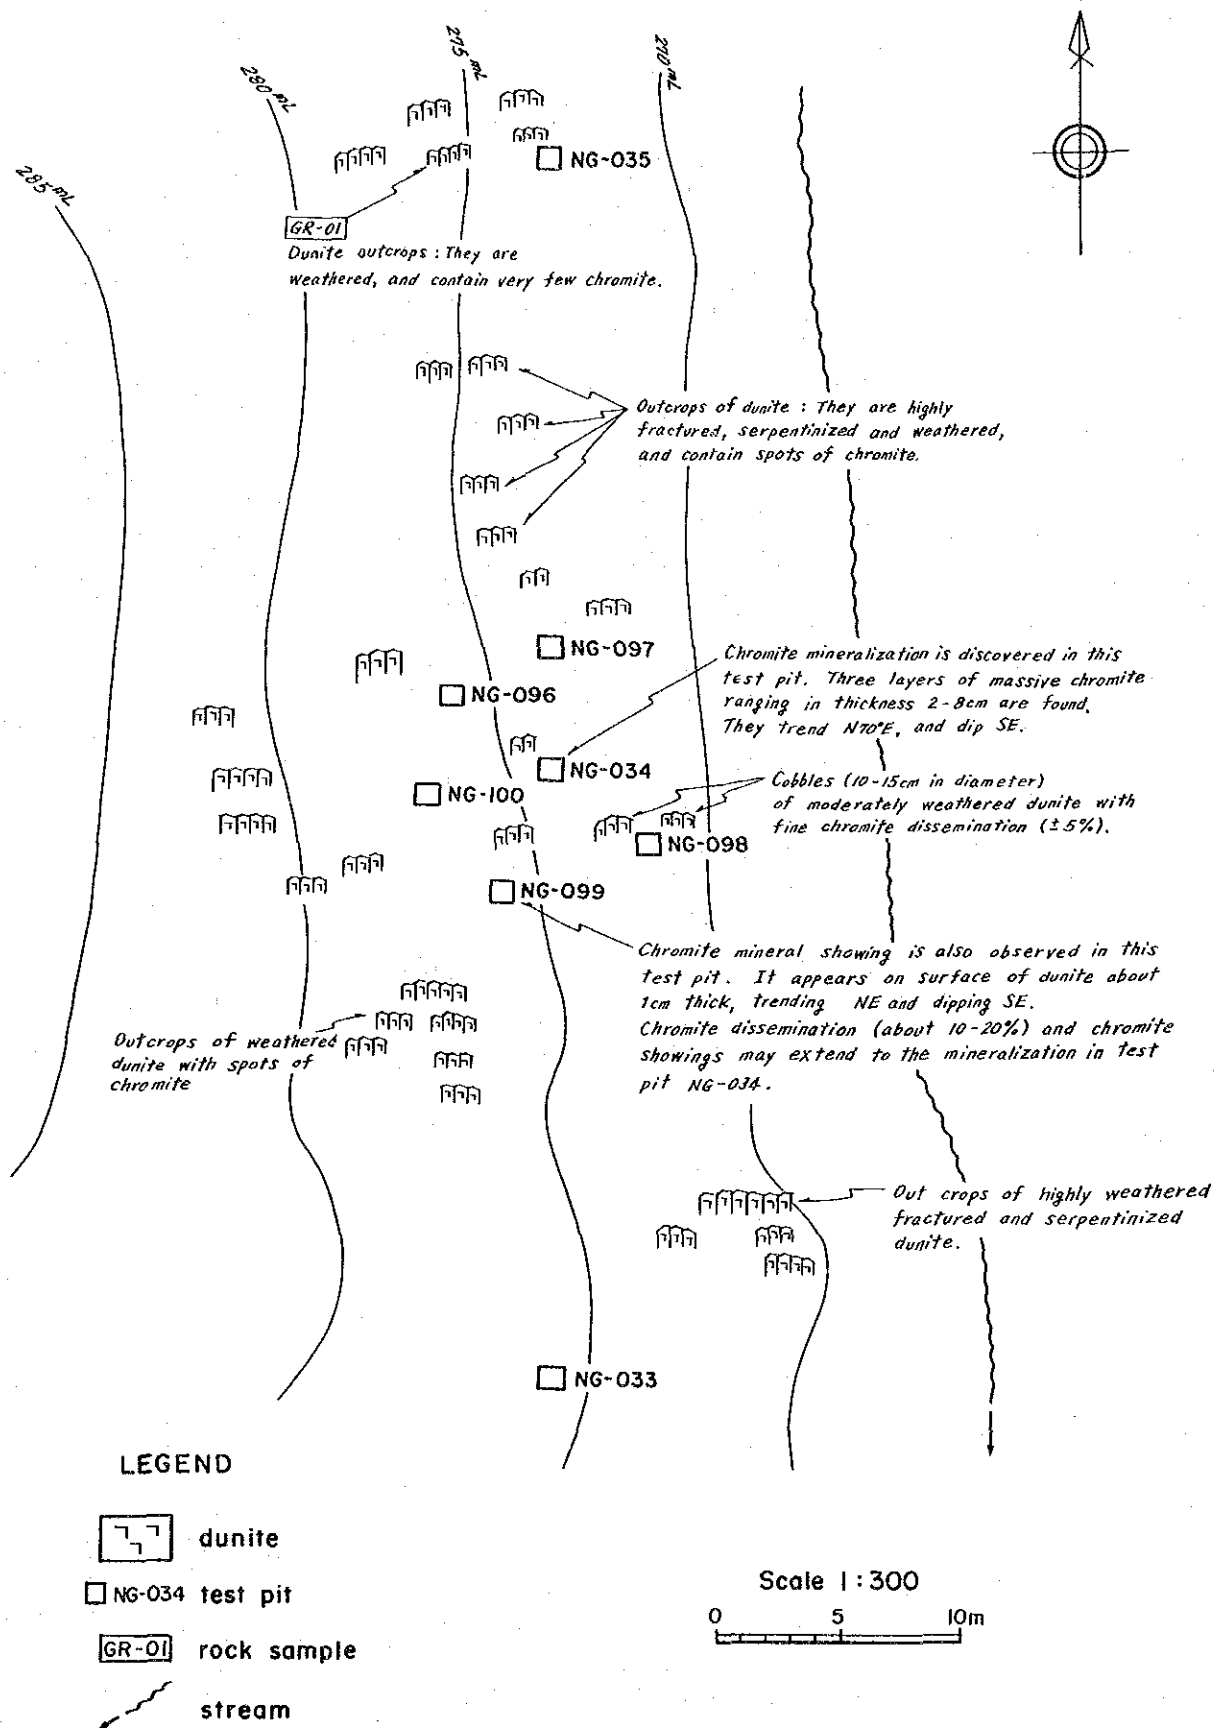 275mL
270mL
280mL
285mL
NG-035
GR-01
Dunite outcrops : They are
weathered, and contain very few chromite.
Outcrops of dunite : They are highly
fractured, serpentinized and weathered,
and contain spots of chromite.
NG-097
Chromite mineralization is discovered in this
test pit. Three layers of massive chromite
ranging in thickness 2-8cm are found.
They trend N70°E, and dip SE.
NG-096
NG-034
NG-100
Cobbles (10-15cm in diameter)
of moderately weathered dunite with
fine chromite dissemination (±5%).
NG-098
NG-099
Chromite mineral showing is also observed in this
test pit. It appears on surface of dunite about
1cm thick, trending NE and dipping SE.
Chromite dissemination (about 10-20%) and chromite
showings may extend to the mineralization in test
pit NG-034.
Outcrops of weathered
dunite with spots of
chromite
Out crops of highly weathered
fractured and serpentinized
dunite.
NG-033
LEGEND
dunite
NG-034 test pit
GR-01 rock sample
stream
Scale 1:300
0 5 10m